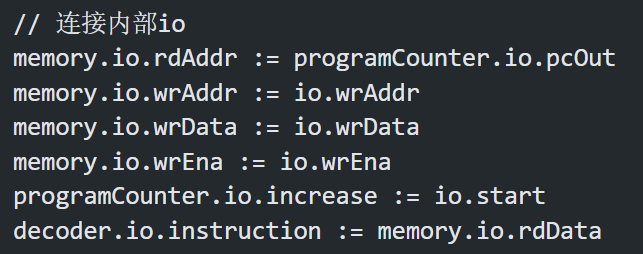 // 连接内部io
memory.io.rdAddr := programCounter.io.pcOut
memory.io.wrAddr := io.wrAddr
memory.io.wrData := io.wrData
memory.io.wrEna := io.wrEna
programCounter.io.increase := io.start
decoder.io.instruction := memory.io.rdData